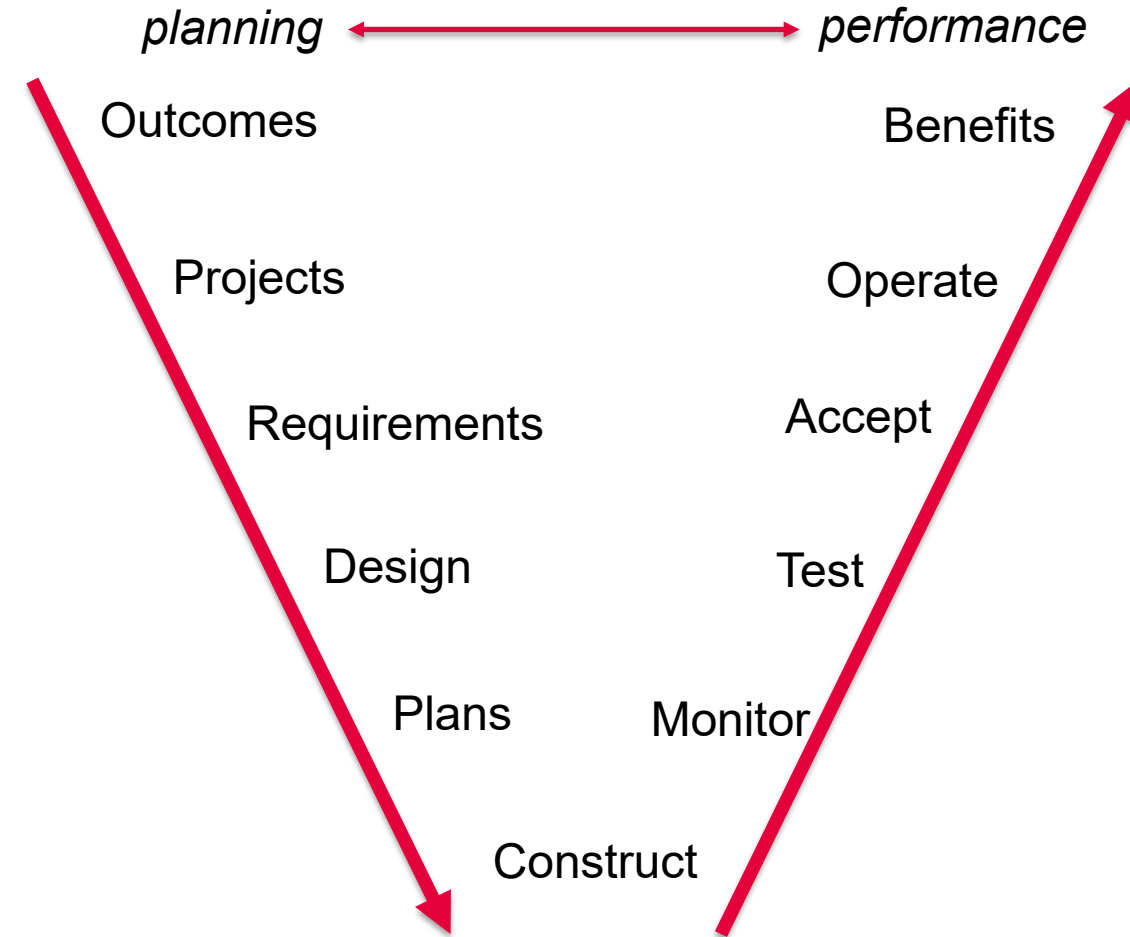 planning performance
Outcomes Benefits
Projects Operate
Requirements Accept
Design Test
Plans Monitor
Construct